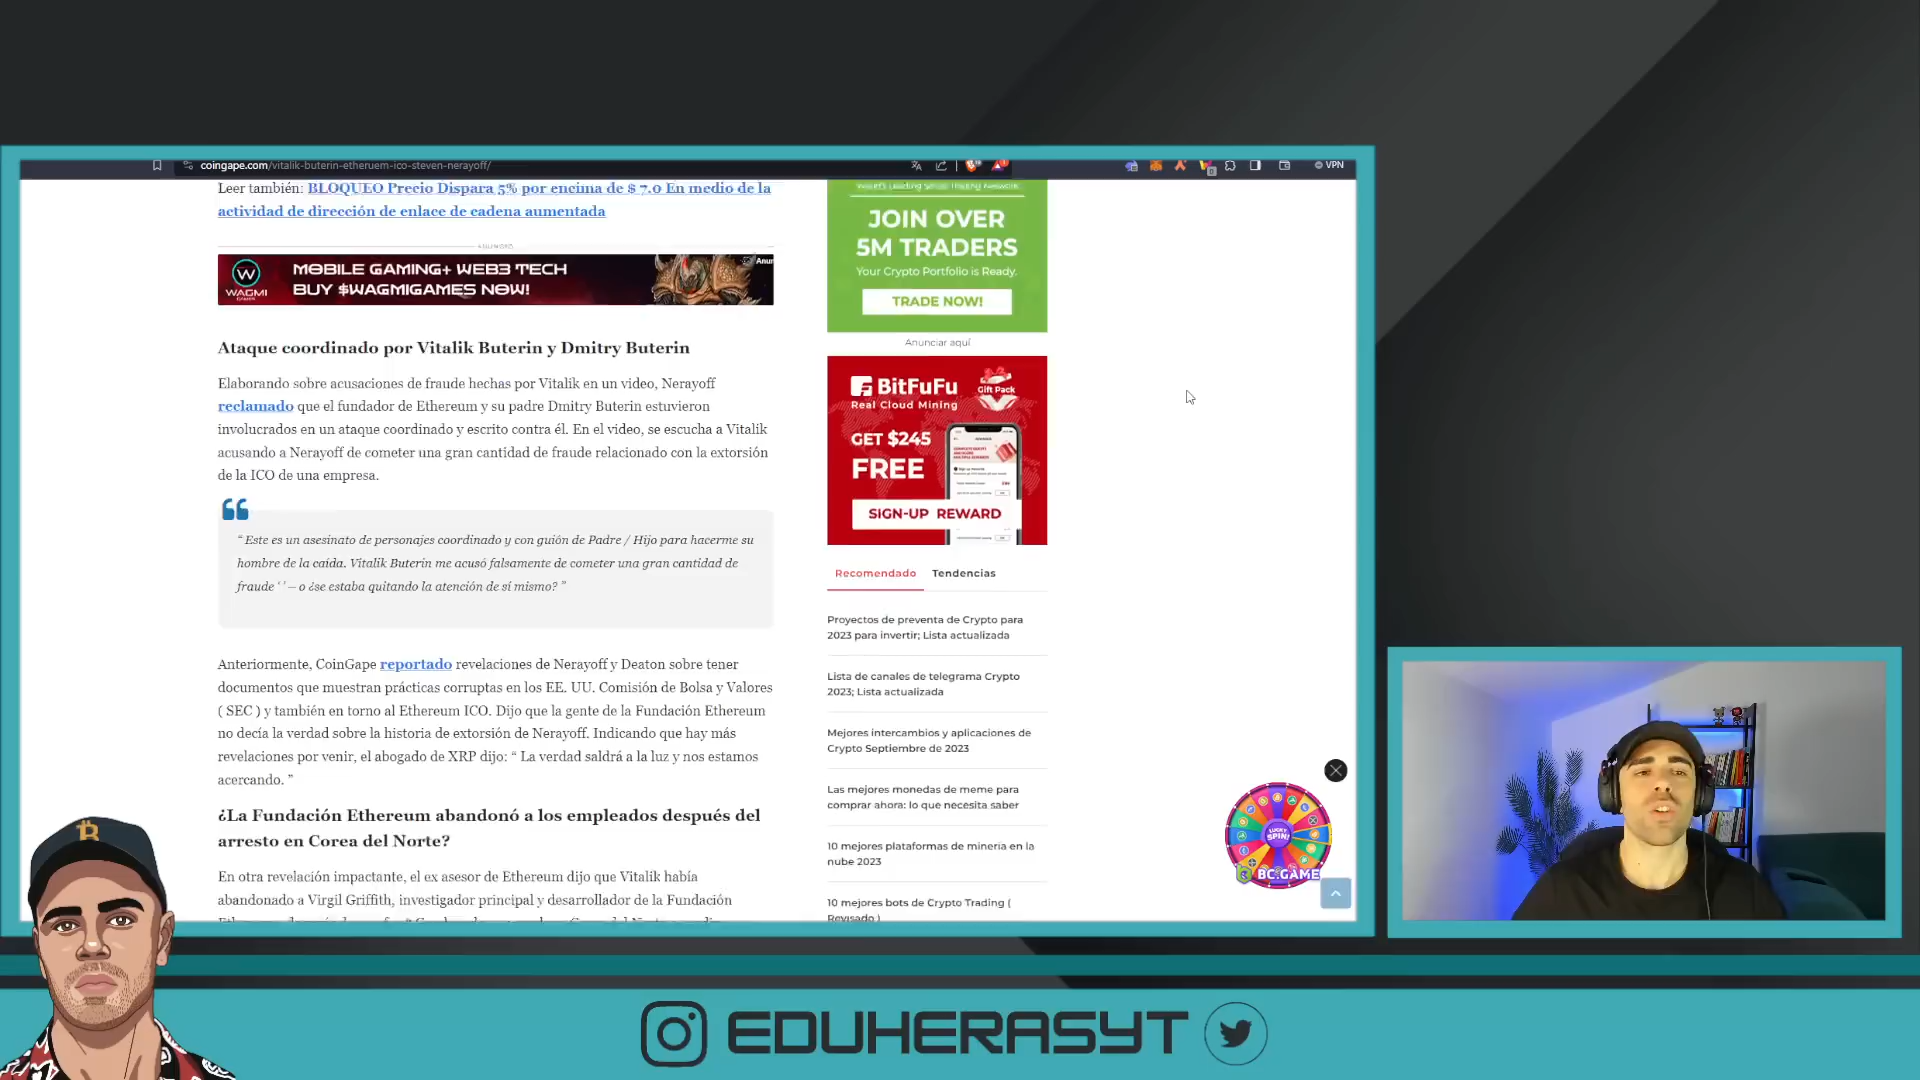 coingape.com/vitalik-buterin-etheruem-ico-steven-nerayoff/
VPN
Leer también: BLOQUEO Precio Dispara 5% por encima de $ 7.0 En medio de la
actividad de dirección de enlace de cadena aumentada
WAGMI
MOBILE GAMING+ WEB3 TECH
BUY $WAGMIGAMES NOW!
Anun
Ataque coordinado por Vitalik Buterin y Dmitry Buterin
Elaborando sobre acusaciones de fraude hechas por Vitalik en un video, Nerayoff
reclamado que el fundador de Ethereum y su padre Dmitry Buterin estuvieron
involucrados en un ataque coordinado y escrito contra él. En el video, se escucha a Vitalik
acusando a Nerayoff de cometer una gran cantidad de fraude relacionado con la extorsión
de la ICO de una empresa.
“ Este es un asesinato de personajes coordinado y con guión de Padre / Hijo para hacerme su
hombre de la caída. Vitalik Buterin me acusó falsamente de cometer una gran cantidad de
fraude ‘ ’ – o ¿se estaba quitando la atención de sí mismo? ”
Anteriormente, CoinGape reportado revelaciones de Nerayoff y Deaton sobre tener
documentos que muestran prácticas corruptas en los EE. UU. Comisión de Bolsa y Valores
( SEC ) y también en torno al Ethereum ICO. Dijo que la gente de la Fundación Ethereum
no decía la verdad sobre la historia de extorsión de Nerayoff. Indicando que hay más
revelaciones por venir, el abogado de XRP dijo: “ La verdad saldrá a la luz y nos estamos
acercando. ”
¿La Fundación Ethereum abandonó a los empleados después del
arresto en Corea del Norte?
En otra revelación impactante, el ex asesor de Ethereum dijo que Vitalik había
abandonado a Virgil Griffith, investigador principal y desarrollador de la Fundación
JOIN OVER
5M TRADERS
Your Crypto Portfolio is Ready.
TRADE NOW!
Anunciar aquí
BitFuFu
Real Cloud Mining
Gift Pack
GET $245
FREE
SIGN-UP REWARD
Recomendado Tendencias
Proyectos de preventa de Crypto para
2023 para invertir; Lista actualizada
Lista de canales de telegrama Crypto
2023; Lista actualizada
Mejores intercambios y aplicaciones de
Crypto Septiembre de 2023
Las mejores monedas de meme para
comprar ahora: lo que necesita saber
10 mejores plataformas de minería en la
nube 2023
10 mejores bots de Crypto Trading (
Revisado )
LUCKY
SPIN!
BC.GAME
EDUHERASYT